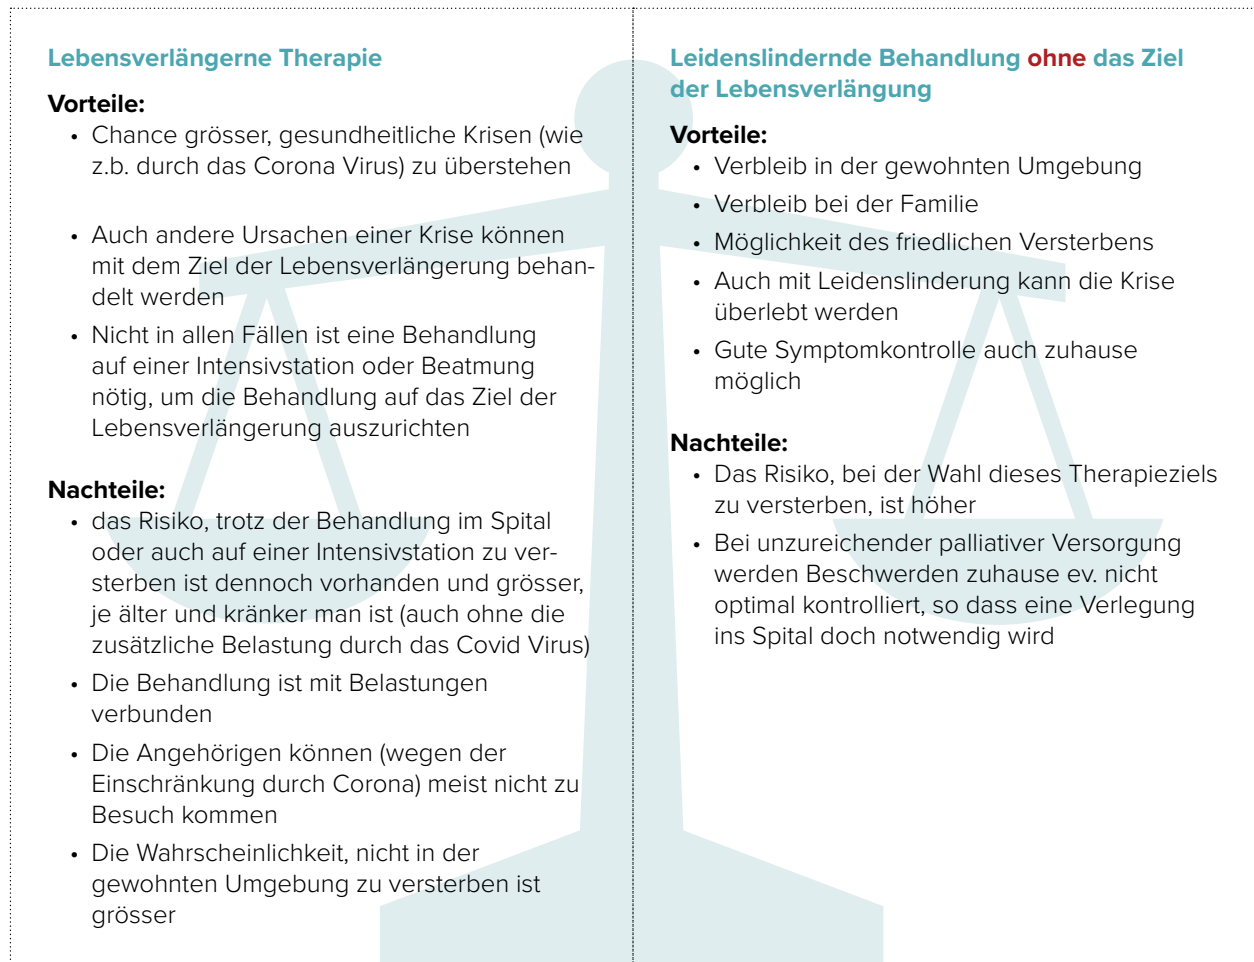 Lebensverlängerne Therapie
Vorteile:
• Chance grösser, gesundheitliche Krisen (wie
z.b. durch das Corona Virus) zu überstehen
• Auch andere Ursachen einer Krise können
mit dem Ziel der Lebensverlängerung behan-
delt werden
• Nicht in allen Fällen ist eine Behandlung
auf einer Intensivstation oder Beatmung
nötig, um die Behandlung auf das Ziel der
Lebensverlängerung auszurichten
Nachteile:
• das Risiko, trotz der Behandlung im Spital
oder auch auf einer Intensivstation zu ver-
sterben ist dennoch vorhanden und grösser,
je älter und kränker man ist (auch ohne die
zusätzliche Belastung durch das Covid Virus)
• Die Behandlung ist mit Belastungen
verbunden
• Die Angehörigen können (wegen der
Einschränkung durch Corona) meist nicht zu
Besuch kommen
• Die Wahrscheinlichkeit, nicht in der
gewohnten Umgebung zu versterben ist
grösser
Leidenslindernde Behandlung ohne das Ziel
der Lebensverlängung
Vorteile:
• Verbleib in der gewohnten Umgebung
• Verbleib bei der Familie
• Möglichkeit des friedlichen Versterbens
• Auch mit Leidenslinderung kann die Krise
überlebt werden
• Gute Symptomkontrolle auch zuhause
möglich
Nachteile:
• Das Risiko, bei der Wahl dieses Therapieziels
zu versterben, ist höher
• Bei unzureichender palliativer Versorgung
werden Beschwerden zuhause ev. nicht
optimal kontrolliert, so dass eine Verlegung
ins Spital doch notwendig wird